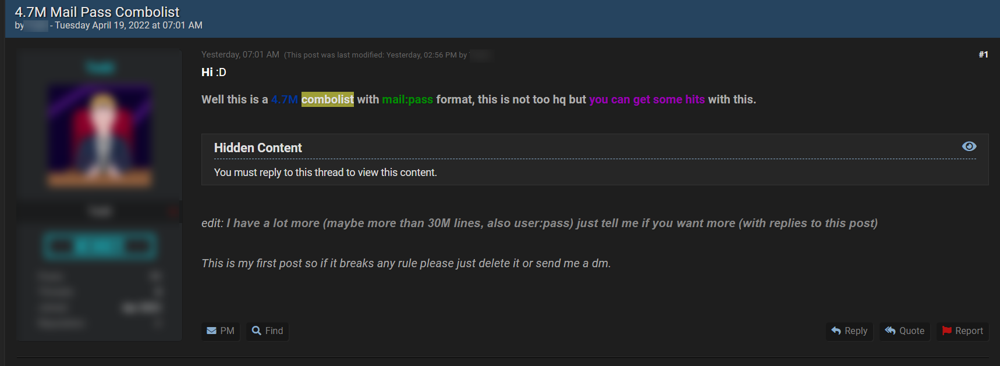 4.7M Mail Pass Combolist
by - Tuesday April 19, 2022 at 07:01 AM
Yesterday, 07:01 AM (This post was last modified: Yesterday, 02:56 PM by
#1
Hi :D
Well this is a 4.7M combolist with mail:pass format, this is not too hq but you can get some hits with this.
Hidden Content
You must reply to this thread to view this content.
edit: I have a lot more (maybe more than 30M lines, also user:pass) just tell me if you want more (with replies to this post)
This is my first post so if it breaks any rule please just delete it or send me a dm.
PM Find Reply Quote Report